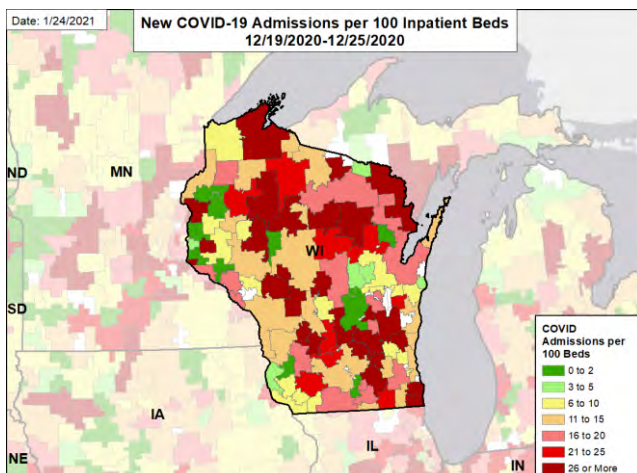 Date: 1/24/2021
New COVID-19 Admissions per 100 Inpatient Beds
12/19/2020-12/25/2020
ND
MN
WI
SD
IA
NE
IL
IN
COVID
Admissions per
100 Beds
0 to 2
3 to 5
6 to 10
11 to 15
16 to 20
21 to 25
26 or More